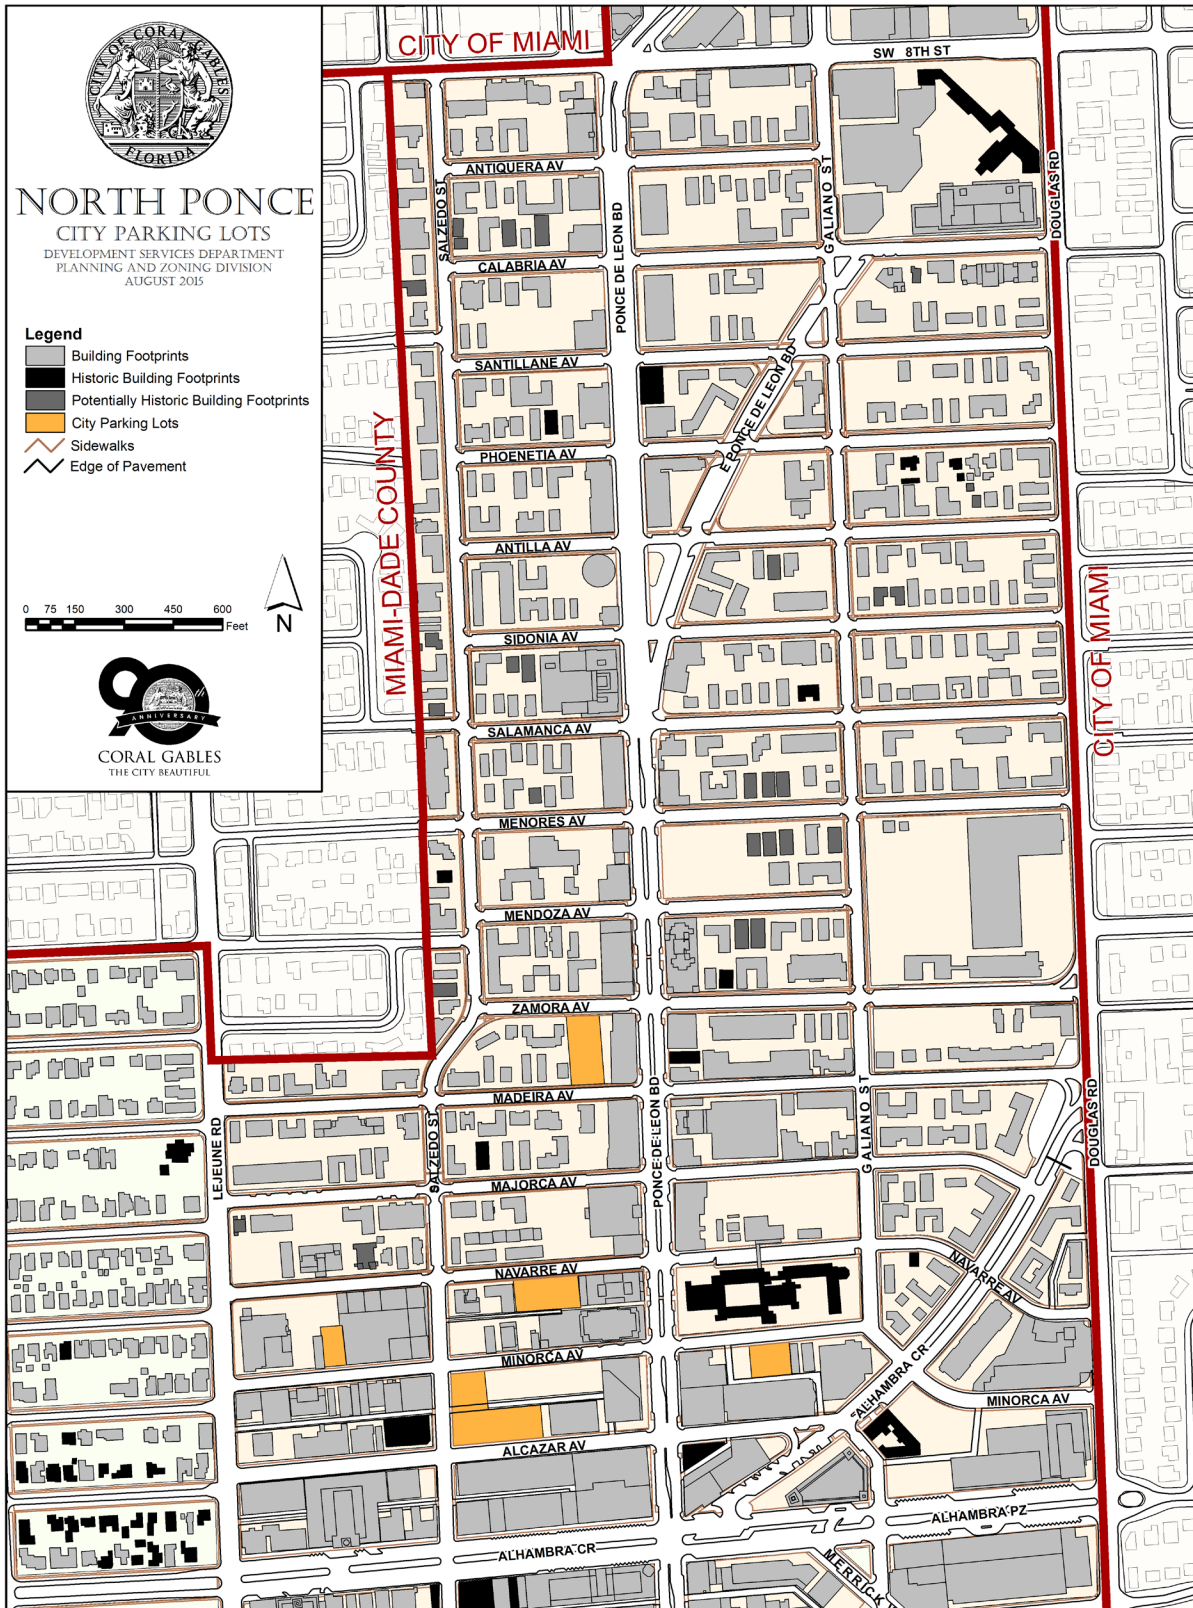 CITY OF CORAL GABLES
FLORIDA
NORTH PONCE
CITY PARKING LOTS
DEVELOPMENT SERVICES DEPARTMENT
PLANNING AND ZONING DIVISION
AUGUST 2015
Legend
Building Footprints
Historic Building Footprints
Potentially Historic Building Footprints
City Parking Lots
Sidewalks
Edge of Pavement
0 75 150 300 450 600
Feet
N
90th
ANNIVERSARY
CORAL GABLES
THE CITY BEAUTIFUL
CITY OF MIAMI
SW 8TH ST
ANTIQUERA AV
SALZEDO ST
GALIANO ST
DOUGLAS RD
PONCE DE LEON BD
CALABRIA AV
SANTILLANE AV
E PONCE DE LEON BD
MIAMI-DADE COUNTY
PHOENETIA AV
ANTILLA AV
SIDONIA AV
CITY OF MIAMI
SALAMANCA AV
MENORES AV
MENDOZA AV
ZAMORA AV
MADEIRA AV
LEJEUNE RD
SALZEDO ST
PONCE-DE-LEON BD
GALIANO ST
DOUGLAS RD
MAJORCA AV
NAVARRE AV
NAVARRE AV
MINORCA AV
ALHAMBRA CR
MINORCA AV
ALCAZAR AV
ALHAMBRA PZ
ALHAMBRA CR
MERRICK